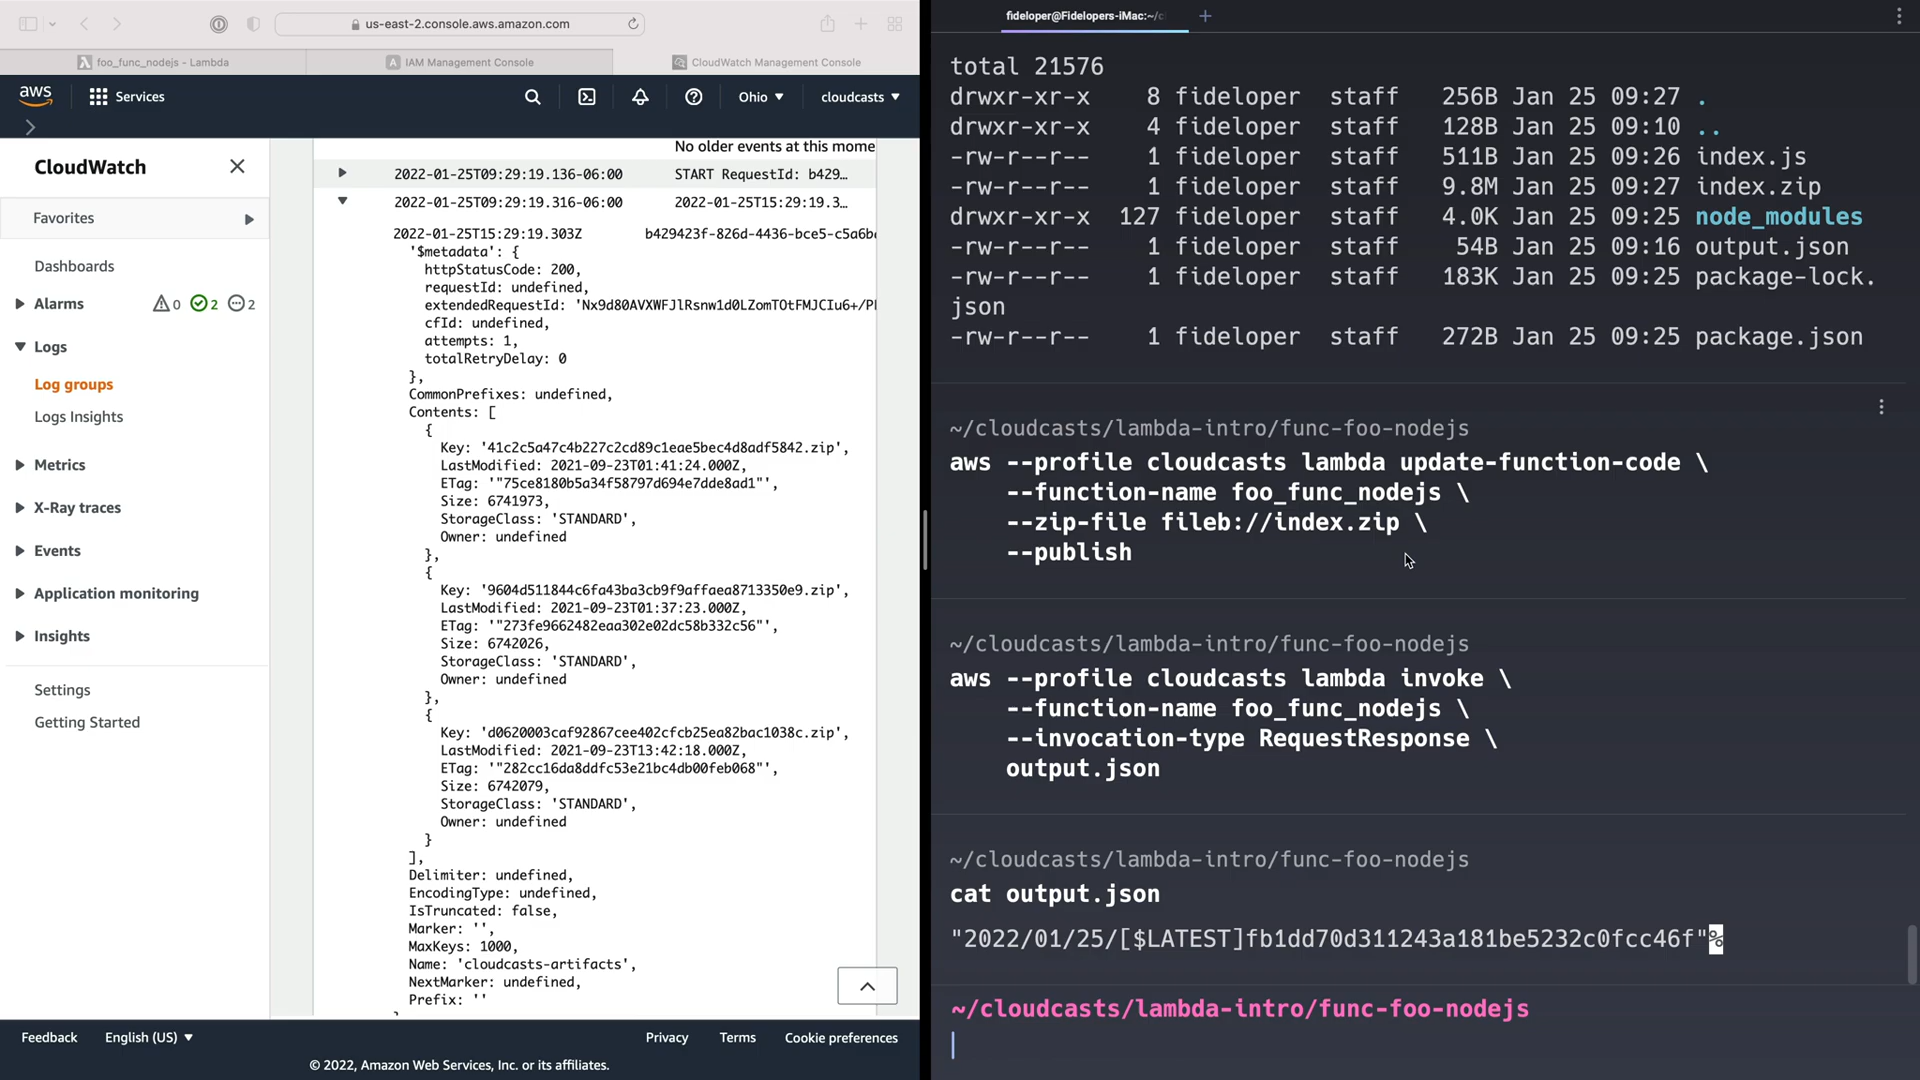 us-east-2.console.aws.amazon.com
foo_func_nodejs - Lambda
IAM Management Console
CloudWatch Management Console
aws
Services
Ohio
cloudcasts
CloudWatch
Favorites
Dashboards
Alarms
0
2
2
Logs
Log groups
Logs Insights
Metrics
X-Ray traces
Events
Application monitoring
Insights
Settings
Getting Started
No older events at this mome
2022-01-25T09:29:19.136-06:00 START RequestId: b429…
2022-01-25T09:29:19.316-06:00 2022-01-25T15:29:19.3…
2022-01-25T15:29:19.303Z b429423f-826d-4436-bce5-c5a6b
'$metadata': {
httpStatusCode: 200,
requestId: undefined,
extendedRequestId: 'Nx9d80AVXWFJlRsnw1d0LZomTOtFMJCIu6+/P
cfId: undefined,
attempts: 1,
totalRetryDelay: 0
},
CommonPrefixes: undefined,
Contents: [
{
Key: '41c2c5a47c4b227c2cd89c1eae5bec4d8adf5842.zip',
LastModified: 2021-09-23T01:41:24.000Z,
ETag: '"75ce8180b5a34f58797d694e7dde8ad1"',
Size: 6741973,
StorageClass: 'STANDARD',
Owner: undefined
},
{
Key: '9604d511844c6fa43ba3cb9f9affaea8713350e9.zip',
LastModified: 2021-09-23T01:37:23.000Z,
ETag: '"273fe9662482eaa302e02dc58b332c56"',
Size: 6742026,
StorageClass: 'STANDARD',
Owner: undefined
},
{
Key: 'd0620003caf92867cee402cfcb25ea82bac1038c.zip',
LastModified: 2021-09-23T13:42:18.000Z,
ETag: '"282cc16da8ddfc53e21bc4db00feb068"',
Size: 6742079,
StorageClass: 'STANDARD',
Owner: undefined
}
],
Delimiter: undefined,
EncodingType: undefined,
IsTruncated: false,
Marker: '',
MaxKeys: 1000,
Name: 'cloudcasts-artifacts',
NextMarker: undefined,
Prefix: ''
Feedback
English (US)
Privacy
Terms
Cookie preferences
© 2022, Amazon Web Services, Inc. or its affiliates.
fideloper@Fidelopers-iMac:~/c
total 21576
drwxr-xr-x 8 fideloper staff 256B Jan 25 09:27 .
drwxr-xr-x 4 fideloper staff 128B Jan 25 09:10 ..
-rw-r--r-- 1 fideloper staff 511B Jan 25 09:26 index.js
-rw-r--r-- 1 fideloper staff 9.8M Jan 25 09:27 index.zip
drwxr-xr-x 127 fideloper staff 4.0K Jan 25 09:25 node_modules
-rw-r--r-- 1 fideloper staff 54B Jan 25 09:16 output.json
-rw-r--r-- 1 fideloper staff 183K Jan 25 09:25 package-lock.
json
-rw-r--r-- 1 fideloper staff 272B Jan 25 09:25 package.json
~/cloudcasts/lambda-intro/func-foo-nodejs
aws --profile cloudcasts lambda update-function-code \
--function-name foo_func_nodejs \
--zip-file fileb://index.zip \
--publish
~/cloudcasts/lambda-intro/func-foo-nodejs
aws --profile cloudcasts lambda invoke \
--function-name foo_func_nodejs \
--invocation-type RequestResponse \
output.json
~/cloudcasts/lambda-intro/func-foo-nodejs
cat output.json
"2022/01/25/[$LATEST]fb1dd70d311243a181be5232c0fcc46f"%
~/cloudcasts/lambda-intro/func-foo-nodejs